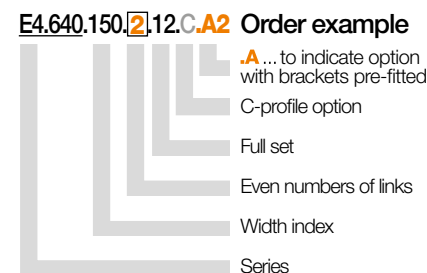 E4.640.150.2.12.C.A2 Order example
.A ... to indicate option
with brackets pre-fitted
C-profile option
Full set
Even numbers of links
Width index
Series